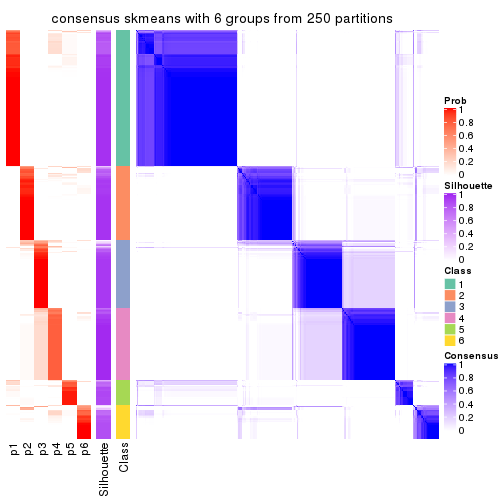 consensus skmeans with 6 groups from 250 partitions
Prob
1
0.8
0.6
0.4
0.2
0
Silhouette
1
0.8
0.6
0.4
0.2
0
Class
1
2
3
4
5
6
Consensus
1
0.8
0.6
0.4
0.2
0
p1
p2
p3
p4
p5
p6
Silhouette
Class